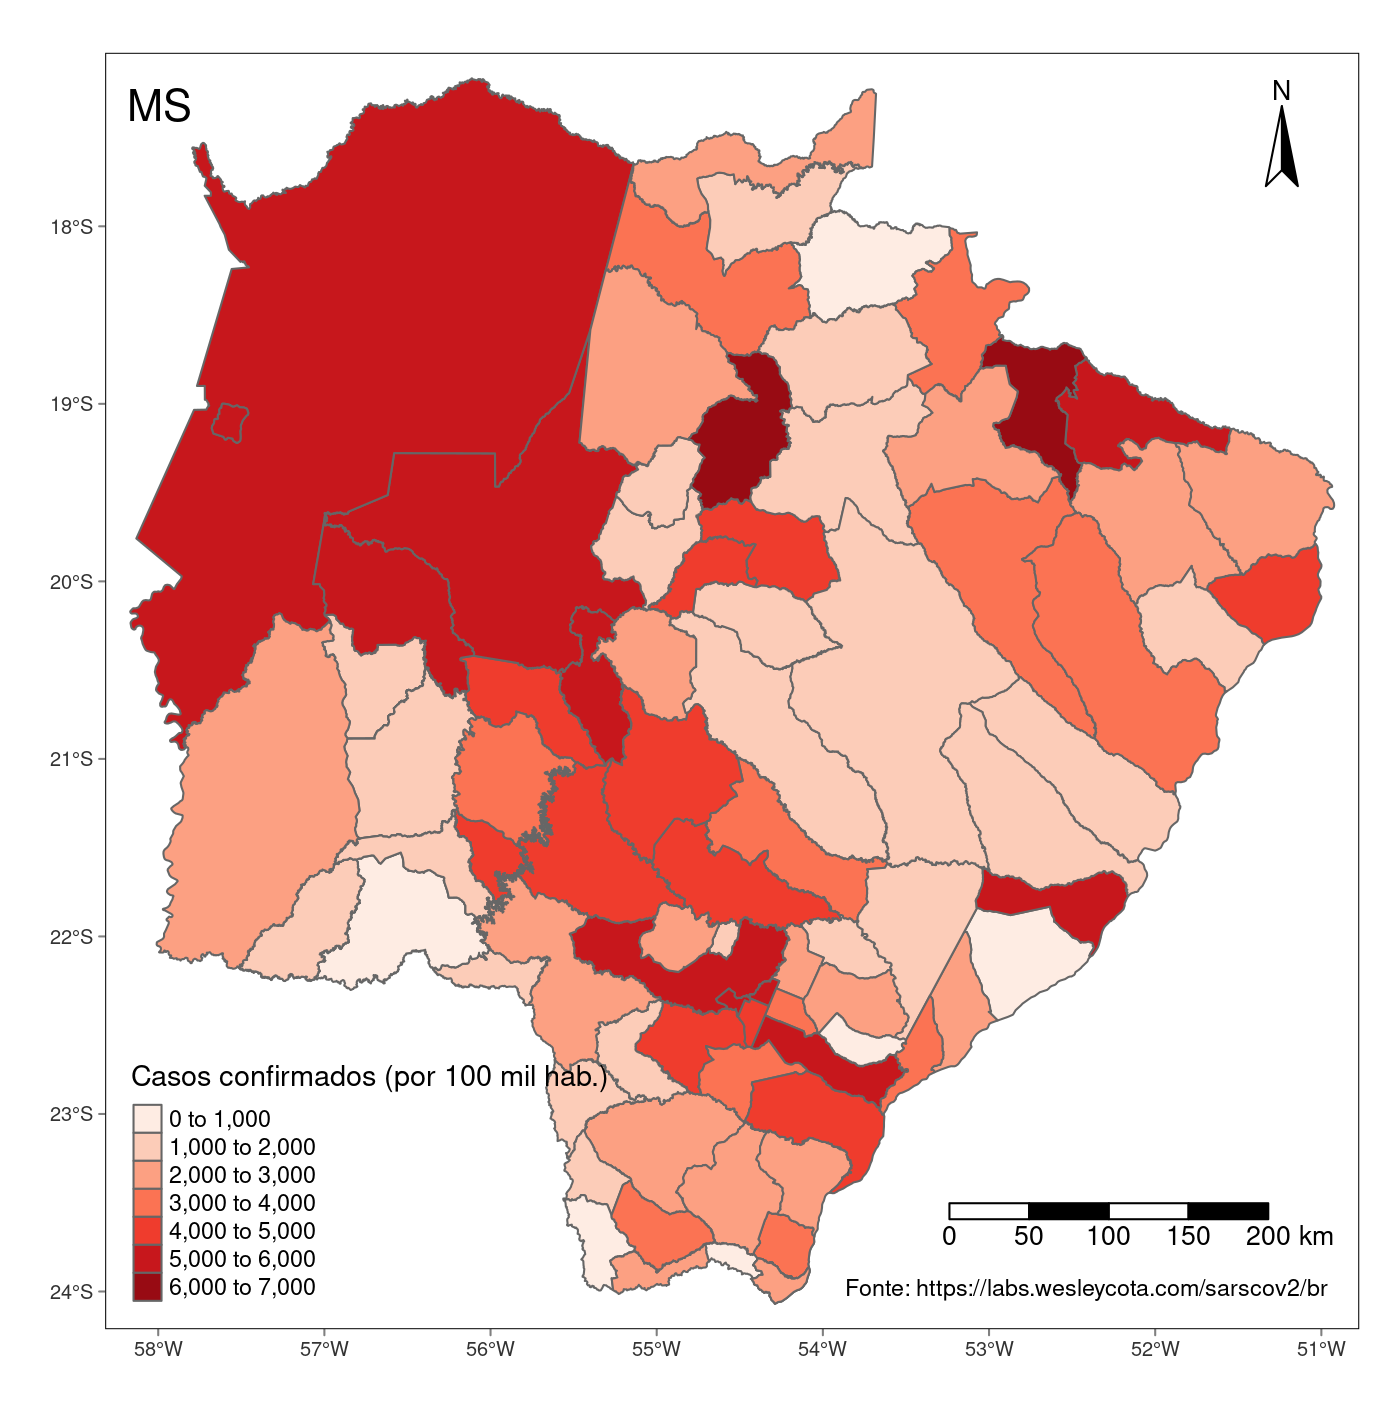 MS
N
18°S
19°S
20°S
21°S
22°S
23°S
24°S
Casos confirmados (por 100 mil hab.)
0 to 1,000
1,000 to 2,000
2,000 to 3,000
3,000 to 4,000
4,000 to 5,000
5,000 to 6,000
6,000 to 7,000
0 50 100 150 200 km
Fonte: https://labs.wesleycota.com/sarscov2/br
58°W 57°W 56°W 55°W 54°W 53°W 52°W 51°W